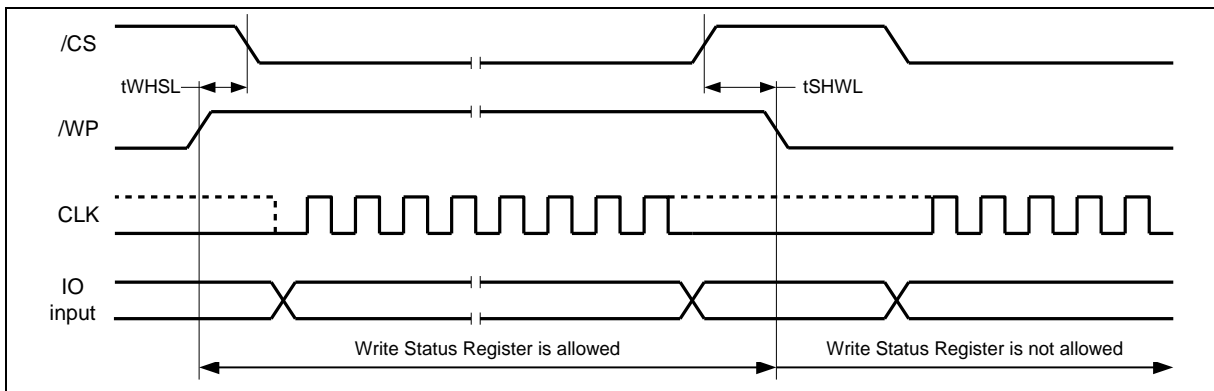 /CS
tWHSL
tSHWL
/WP
CLK
IO
input
Write Status Register is allowed
Write Status Register is not allowed